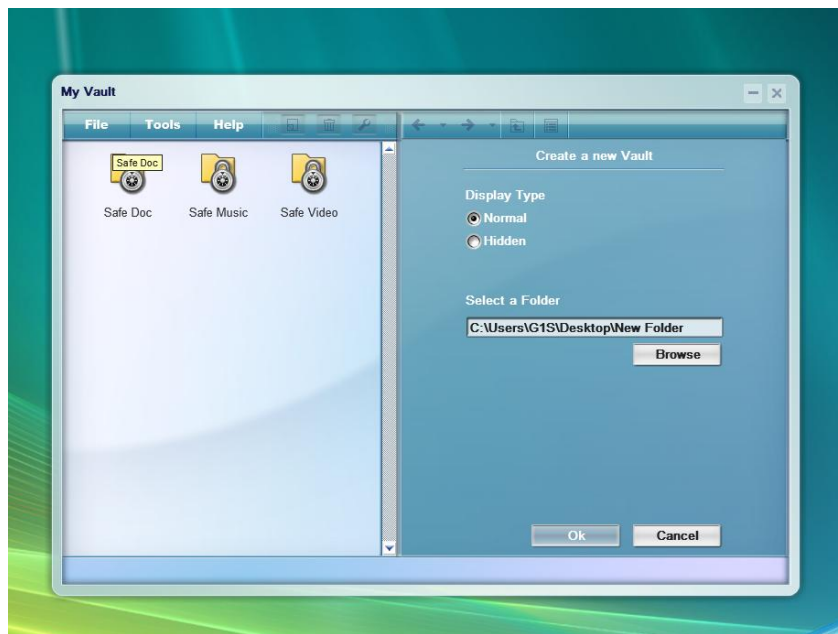 My Vault
File Tools Help
Safe Doc
Safe Doc Safe Music Safe Video
Create a new Vault
Display Type
Normal
Hidden
Select a Folder
C:\Users\G1S\Desktop\New Folder
Browse
Ok Cancel